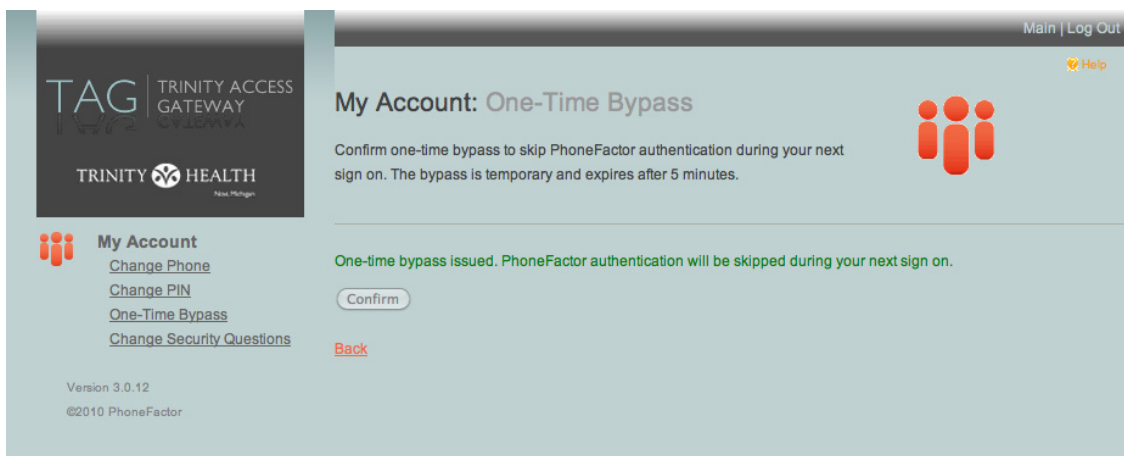 Main | Log Out
Help
TAG TRINITY ACCESS
GATEWAY
TRINITY HEALTH
Novi, Michigan
My Account
Change Phone
Change PIN
One-Time Bypass
Change Security Questions
Version 3.0.12
©2010 PhoneFactor
My Account: One-Time Bypass
Confirm one-time bypass to skip PhoneFactor authentication during your next
sign on. The bypass is temporary and expires after 5 minutes.
One-time bypass issued. PhoneFactor authentication will be skipped during your next sign on.
Confirm
Back